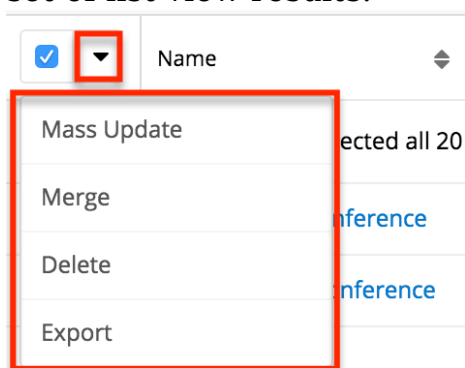 Name
Mass Update
ected all 20
Merge
nference
Delete
nference
Export